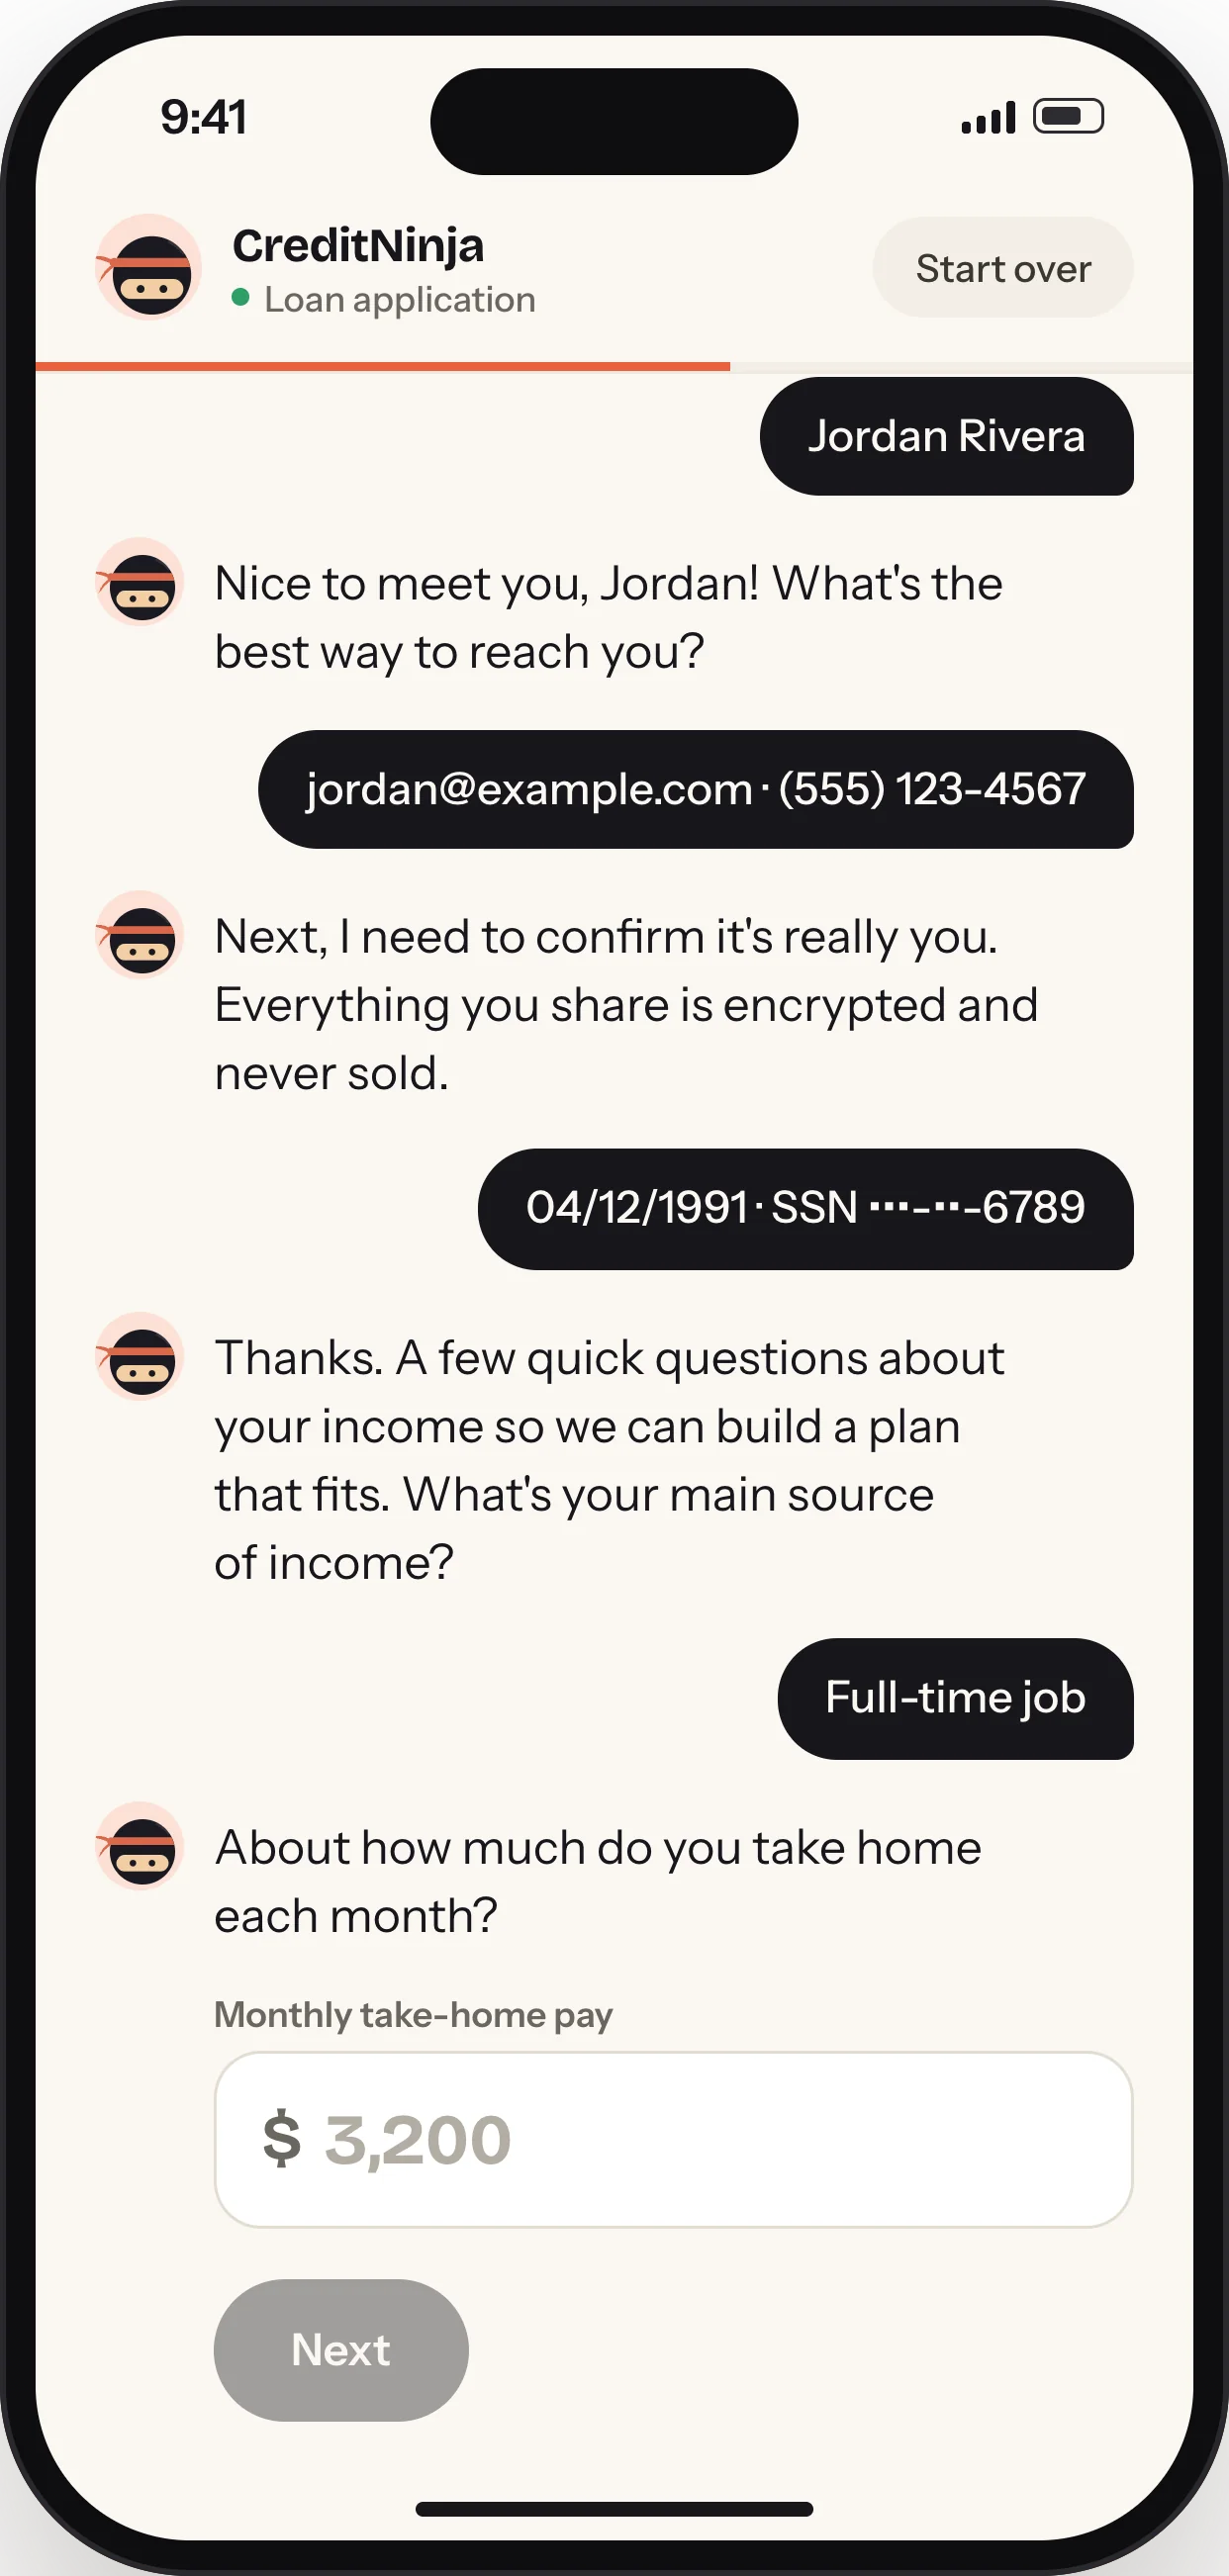 9:41
CreditNinja
Loan application
Start over
Jordan Rivera
Nice to meet you, Jordan! What's the
best way to reach you?
jordan@example.com · (555) 123-4567
Next, I need to confirm it's really you.
Everything you share is encrypted and
never sold.
04/12/1991 · SSN •••-••-6789
Thanks. A few quick questions about
your income so we can build a plan
that fits. What's your main source
of income?
Full-time job
About how much do you take home
each month?
Monthly take-home pay
$ 3,200
Next